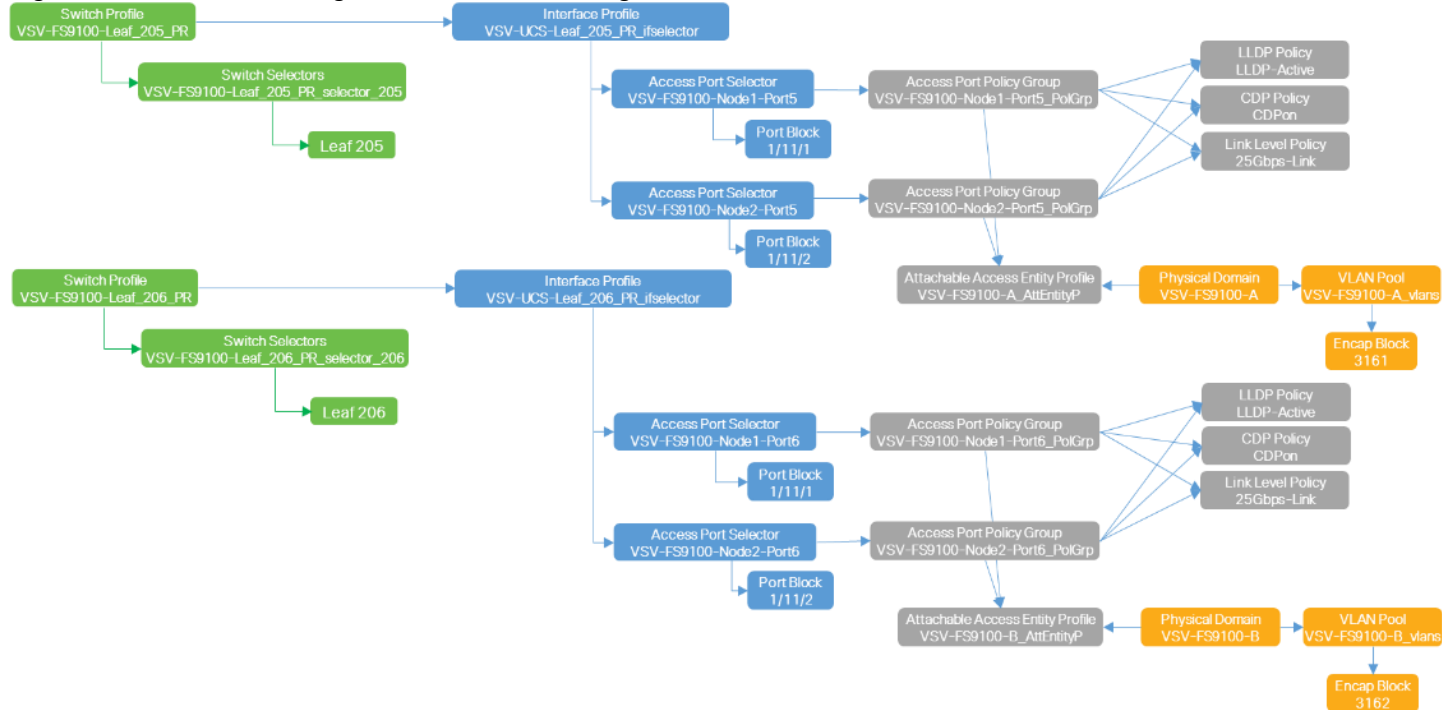 Switch Profile
VSV-FS9100-Leaf_205_PR
Interface Profile
VSV-UCS-Leaf_205_PR_ifselector
Switch Selectors
VSV-FS9100-Leaf_205_PR_selector_205
Leaf 205
Access Port Selector
VSV-FS9100-Node1-Port5
Port Block
1/11/1
Access Port Policy Group
VSV-FS9100-Node1-Port5_PolGrp
LLDP Policy
LLDP-Active
CDP Policy
CDPon
Link Level Policy
25Gbps-Link
Access Port Selector
VSV-FS9100-Node2-Port5
Port Block
1/11/2
Access Port Policy Group
VSV-FS9100-Node2-Port5_PolGrp
Attachable Access Entity Profile
VSV-FS9100-A_AttEntityP
Physical Domain
VSV-FS9100-A
VLAN Pool
VSV-FS9100-A_vlans
Encap Block
3161
Switch Profile
VSV-FS9100-Leaf_206_PR
Interface Profile
VSV-UCS-Leaf_206_PR_ifselector
Switch Selectors
VSV-FS9100-Leaf_206_PR_selector_206
Leaf 206
Access Port Selector
VSV-FS9100-Node1-Port6
Port Block
1/11/1
Access Port Policy Group
VSV-FS9100-Node1-Port6_PolGrp
LLDP Policy
LLDP-Active
CDP Policy
CDPon
Link Level Policy
25Gbps-Link
Access Port Selector
VSV-FS9100-Node2-Port6
Port Block
1/11/2
Access Port Policy Group
VSV-FS9100-Node2-Port6_PolGrp
Attachable Access Entity Profile
VSV-FS9100-B_AttEntityP
Physical Domain
VSV-FS9100-B
VLAN Pool
VSV-FS9100-B_vlans
Encap Block
3162